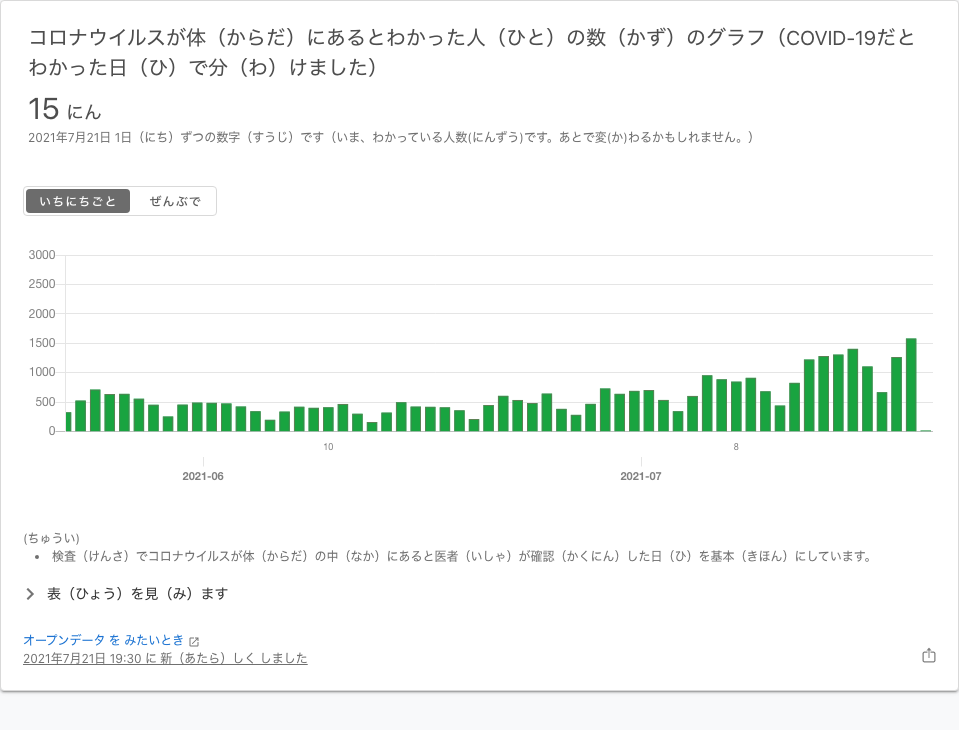 コロナウイルスが体（からだ）にあるとわかった人（ひと）の数（かず）のグラフ（COVID-19だと
わかった日（ひ）で分（わ）けました）
15 にん
2021年7月21日 1日（にち）ずつの数字（すうじ）です（いま、わかっている人数(にんずう)です。あとで変(か)わるかもしれません。）
いちにちごと ぜんぶで
3000
2500
2000
1500
1000
500
0
10 8
2021-06 2021-07
(ちゅうい)
• 検査（けんさ）でコロナウイルスが体（からだ）の中（なか）にあると医者（いしゃ）が確認（かくにん）した日（ひ）を基本（きほん）にしています。
表（ひょう）を見（み）ます
オープンデータ を みたいとき
2021年7月21日 19:30 に 新（あたら）しく しました